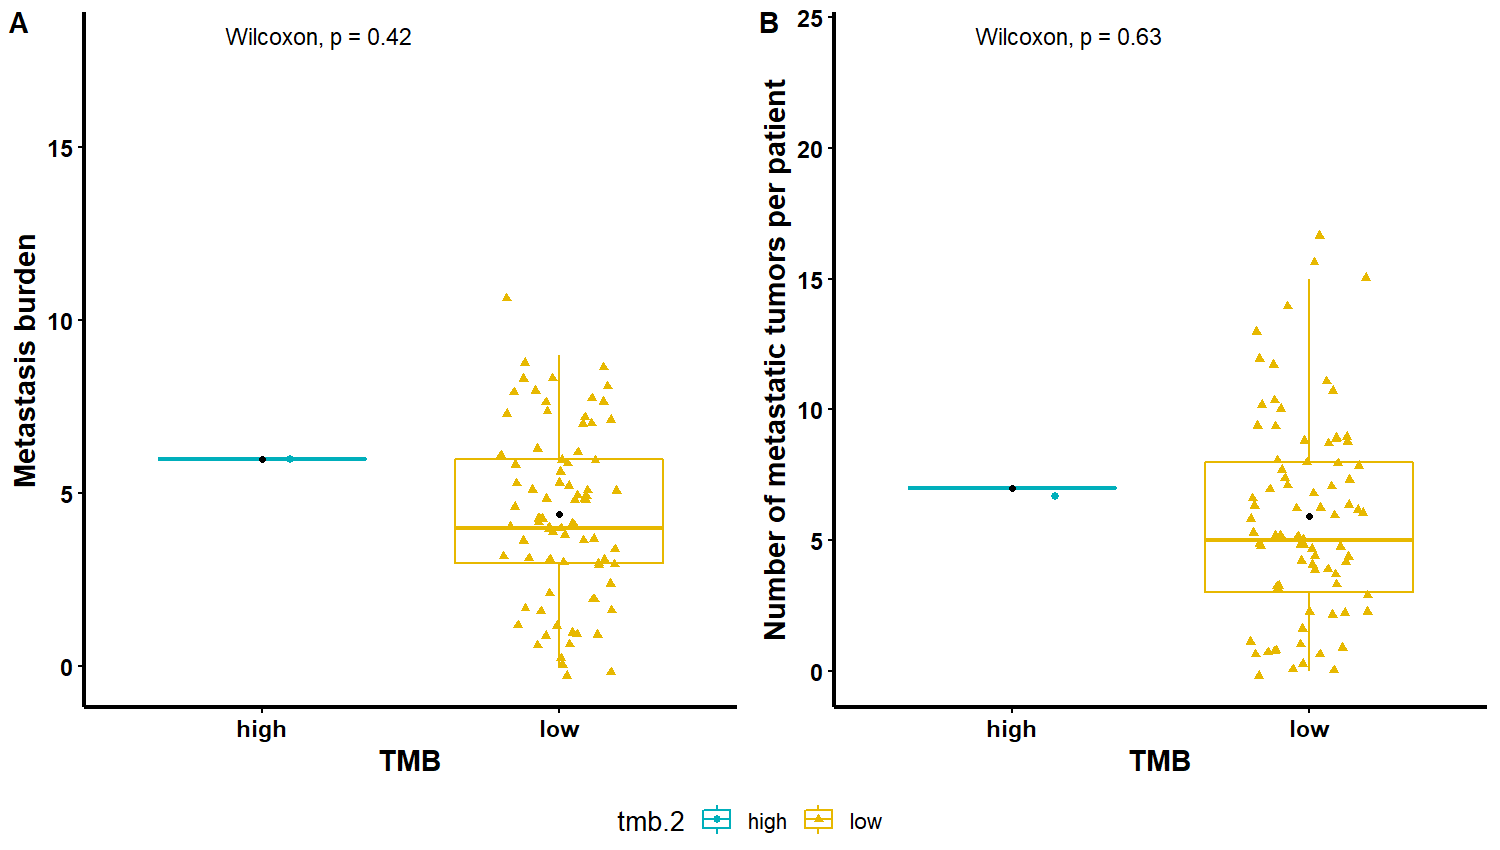 A
Wilcoxon, p = 0.42
Metastasis burden
15
10
5
0
high
low
TMB
B
Wilcoxon, p = 0.63
Number of metastatic tumors per patient
25
20
15
10
5
0
high
low
TMB
tmb.2 high low